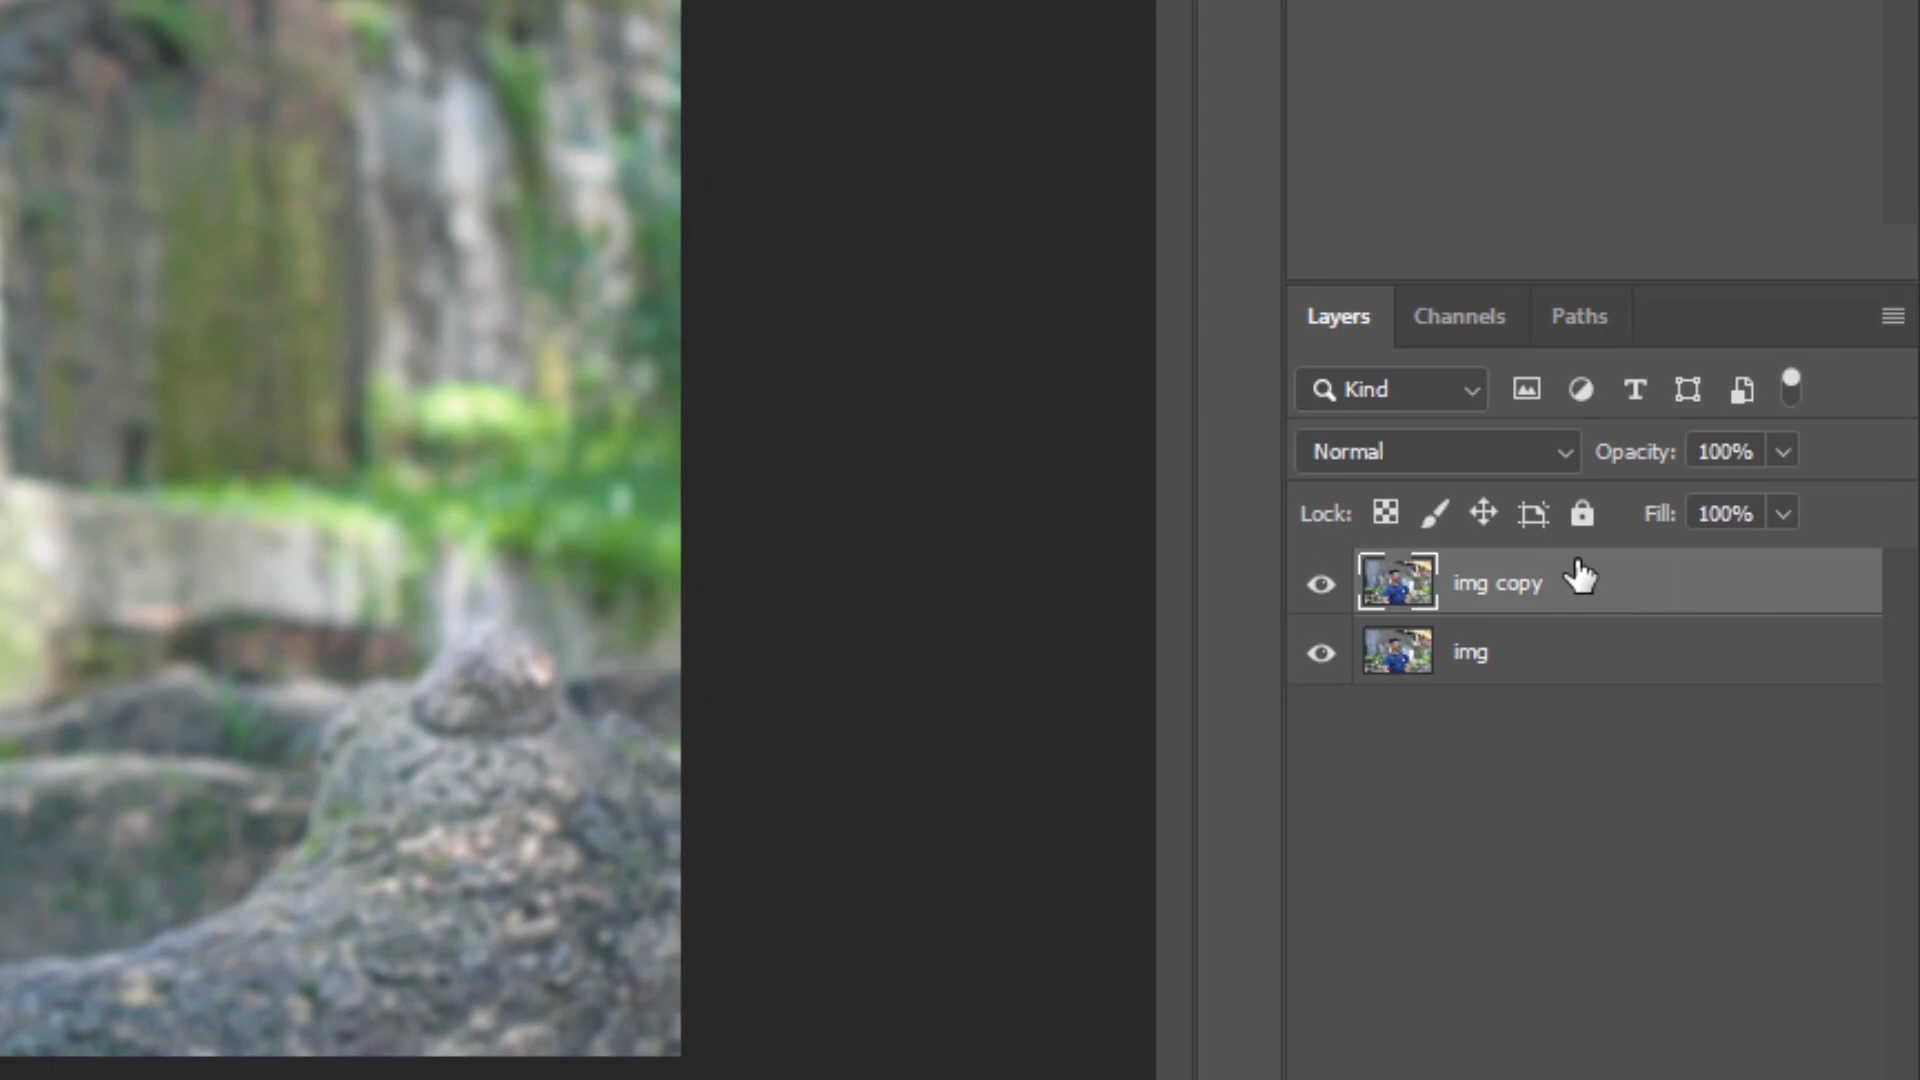 Layers Channels Paths
Kind
Normal Opacity: 100%
Lock: Fill: 100%
img copy
img